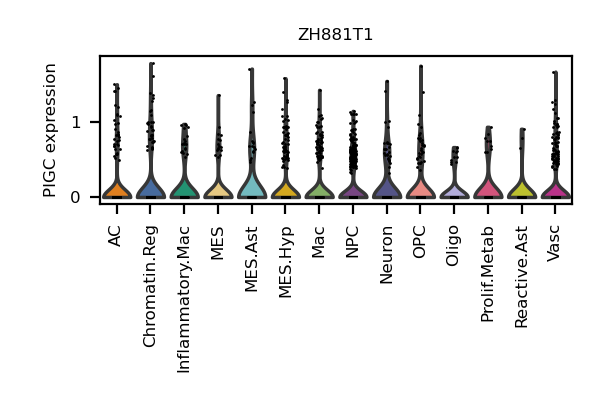 ZH881T1
PIGC expression
1
0
AC
Chromatin.Reg
Inflammatory.Mac
MES
MES.Ast
MES.Hyp
Mac
NPC
Neuron
OPC
Oligo
Prolif.Metab
Reactive.Ast
Vasc